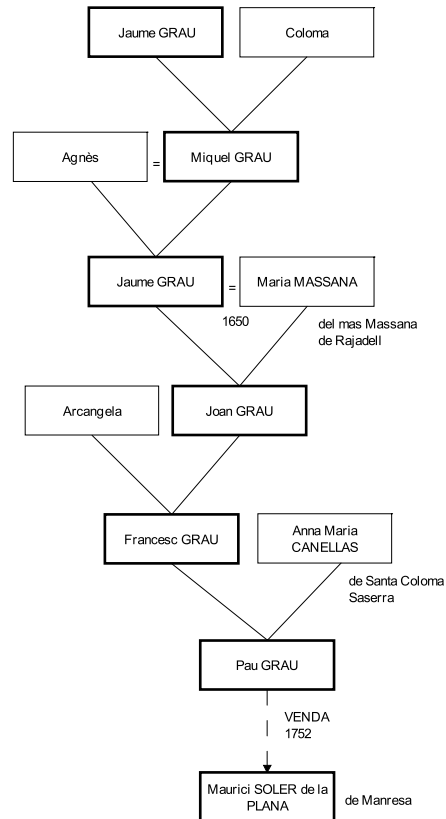 Jaume GRAU
Coloma
Agnès
=
Miquel GRAU
Jaume GRAU
=
Maria MASSANA
1650
del mas Massana
de Rajadell
Arcangela
Joan GRAU
Francesc GRAU
Anna Maria
CANELLAS
de Santa Coloma
Saserra
Pau GRAU
VENDA
1752
Maurici SOLER de la
PLANA
de Manresa